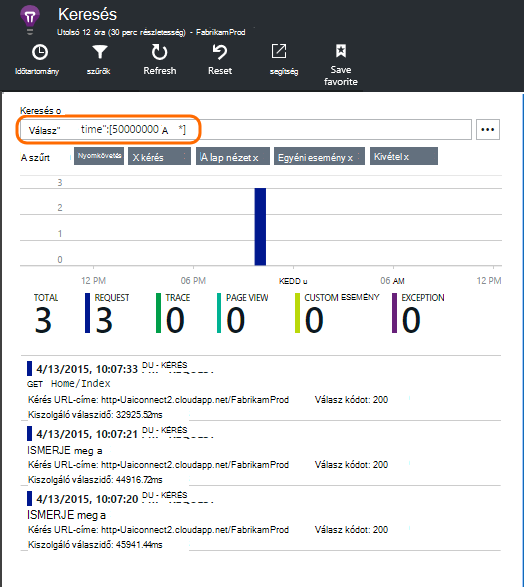 Keresés
Utolsó 12 óra (30 perc részletesség) - FabrikamProd
Időtartomány szűrők Refresh Reset segítség Save favorite
Keresés o
Válasz" time":[50000000 A *]
A szűrt Nyomkövetés X kérés A lap nézet x Egyéni esemény x Kivétel x
3
2
1
0
12 PM 06 PM KEDD u 06 AM 12 PM
TOTAL REQUEST TRACE PAGE VIEW CUSTOM ESEMÉNY EXCEPTION
3 3 0 0 0 0
4/13/2015, 10:07:33 DU - KÉRÉS
GET Home/Index
Kérés URL-címe: http•Uaiconnect2.cloudapp.net/FabrikamProd Válasz kódot: 200
Kiszolgáló válaszidő: 32925.52ms
4/13/2015, 10:07:21 DU - KÉRÉS
ISMERJE meg a
Kérés URL-címe: http•Uaiconnect2.cloudapp.net/FabrikamProd Válasz kódot: 200
Kiszolgáló válaszidő: 44916.72ms
4/13/2015, 10:07:20 DU - KÉRÉS
ISMERJE meg a
Kérés URL-címe: http•Uaiconnect2.cloudapp.net/FabrikamProd Válasz kódot: 200
Kiszolgáló válaszidő: 45941.44ms